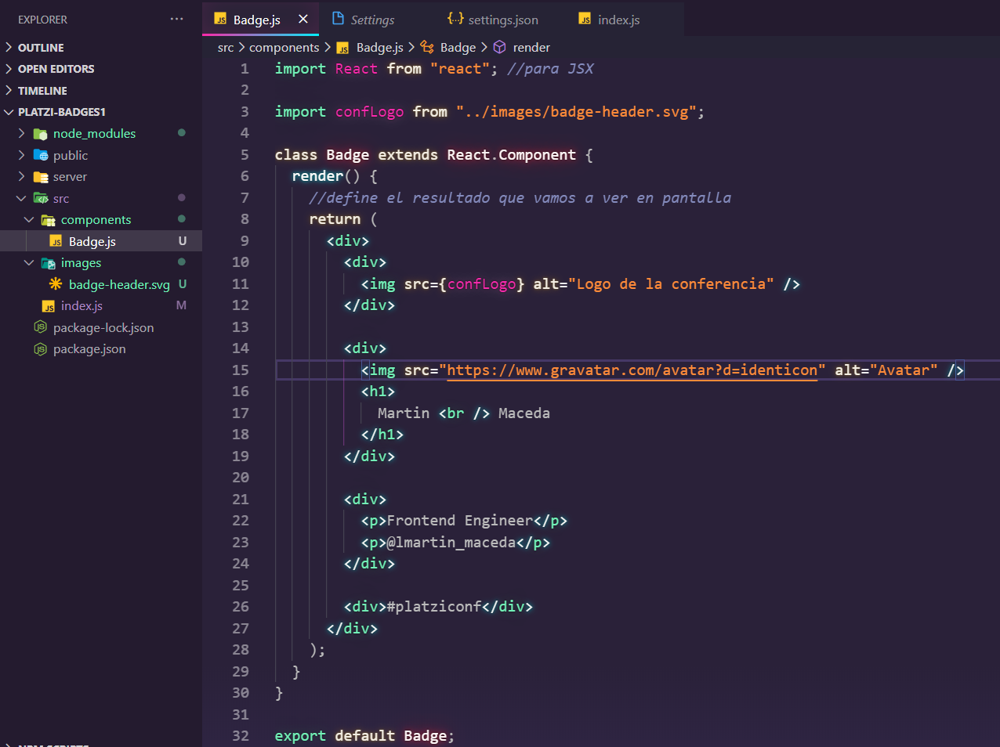 EXPLORER ...
OUTLINE
OPEN EDITORS
TIMELINE
PLATZI-BADGES1
node_modules
public
server
src
components
JS Badge.js U
images
badge-header.svg U
JS index.js M
package-lock.json
package.json
JS Badge.js × Settings {..} settings.json JS index.js
src > components > JS Badge.js > Badge > render
1 import React from "react"; //para JSX
2
3 import confLogo from "../images/badge-header.svg";
4
5 class Badge extends React.Component {
6 render() {
7 //define el resultado que vamos a ver en pantalla
8 return (
9 <div>
10 <div>
11 <img src={confLogo} alt="Logo de la conferencia" />
12 </div>
13
14 <div>
15 <img src="https://www.gravatar.com/avatar?d=identicon" alt="Avatar" />
16 <h1>
17 Martin <br /> Maceda
18 </h1>
19 </div>
20
21 <div>
22 <p>Frontend Engineer</p>
23 <p>@lmartin_maceda</p>
24 </div>
25
26 <div>#platziconf</div>
27 </div>
28 );
29 }
30 }
31
32 export default Badge;